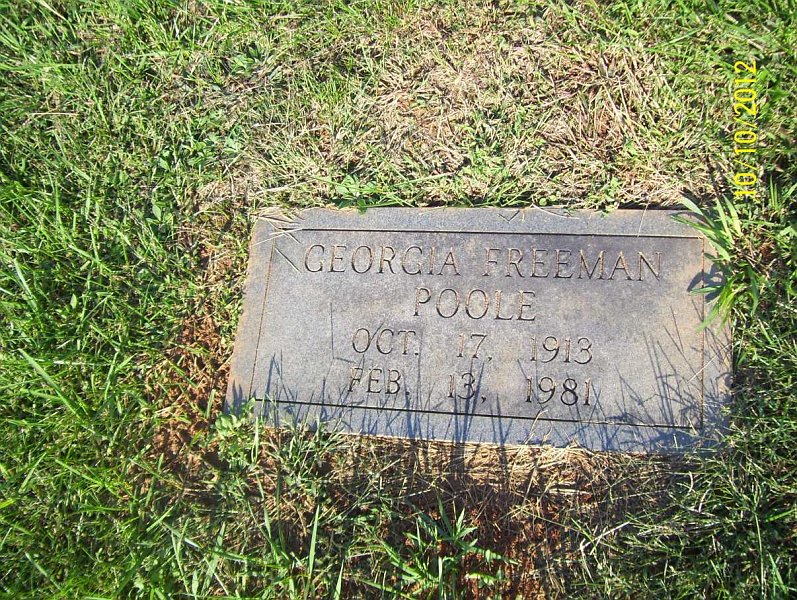 GEORGIA FREEMAN
POOLE
OCT. 17, 1913
FEB. 13, 1981
10/10/2012